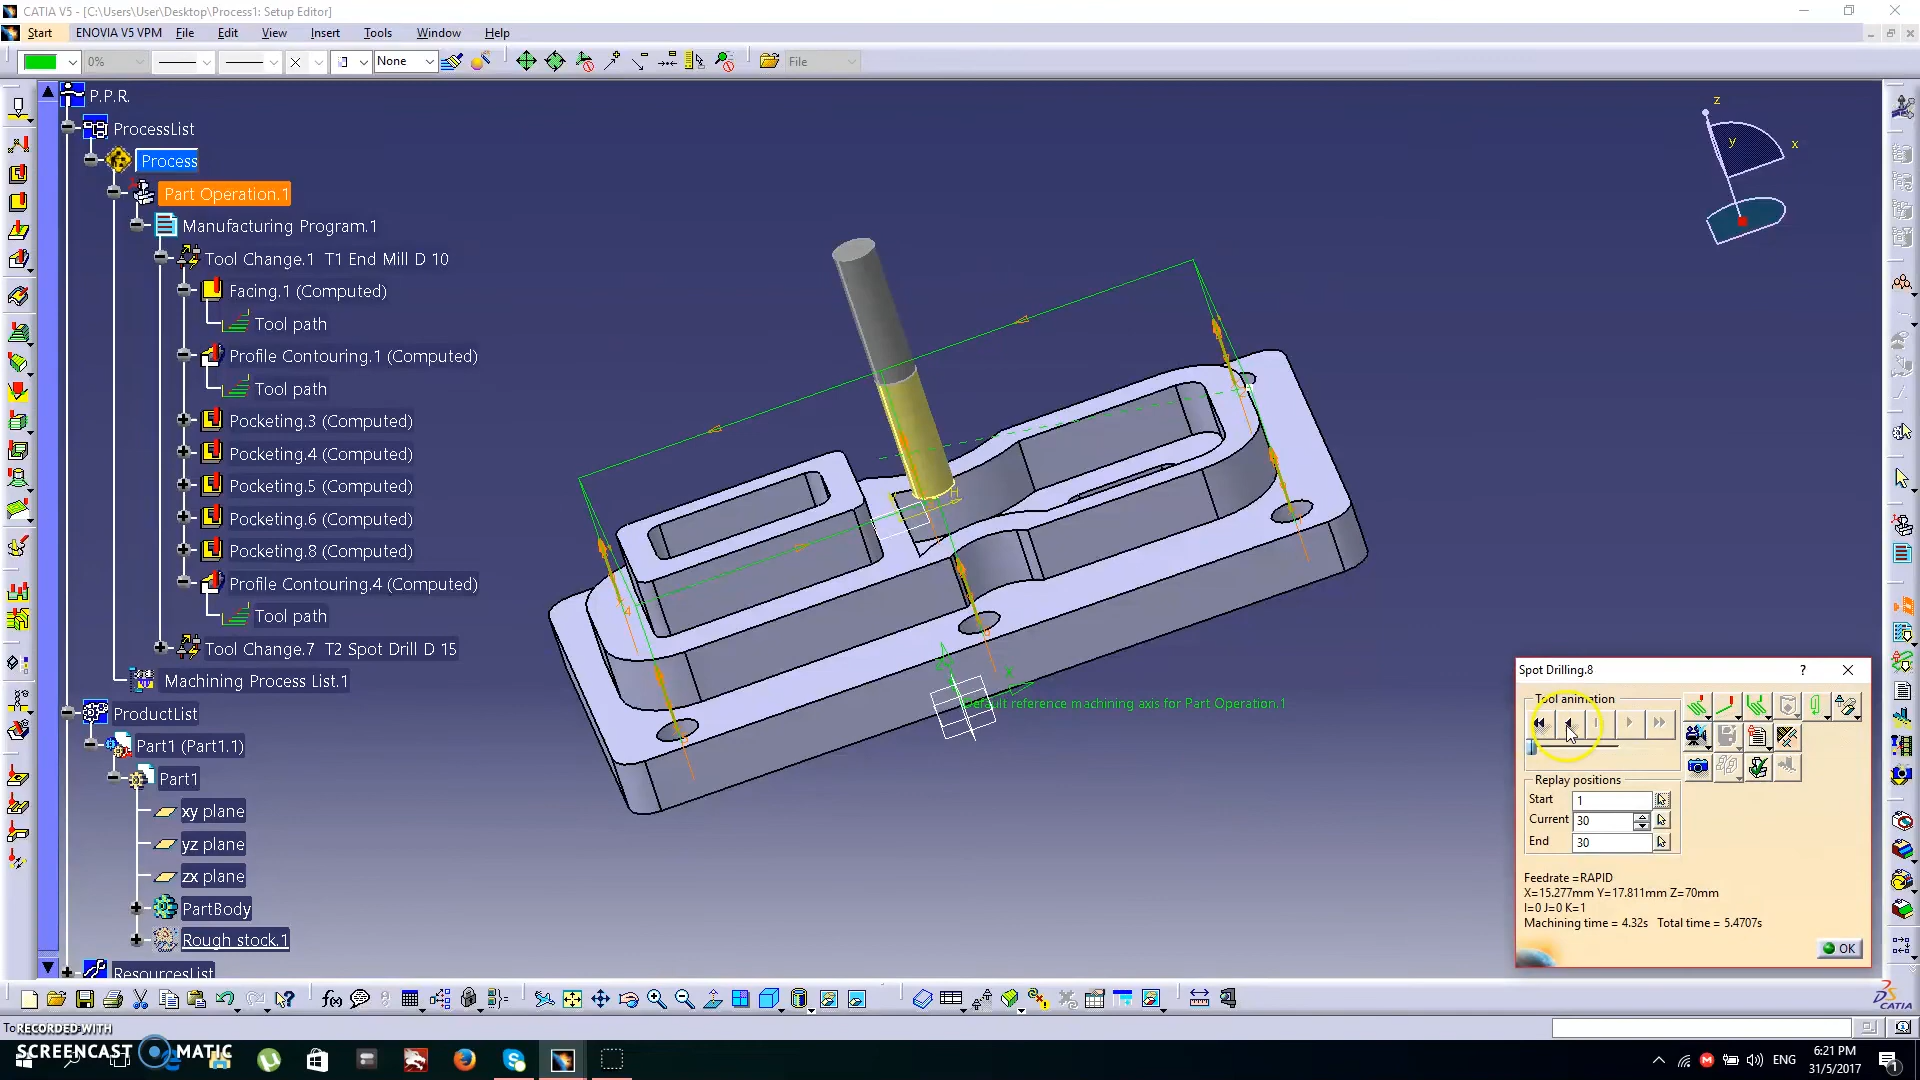 CATIA V5 - [C:\Users\User\Desktop\Process1: Setup Editor]
Start ENOVIA V5 VPM File Edit View Insert Tools Window Help
0% None File
P.P.R.
ProcessList
Process
Part Operation.1
Manufacturing Program.1
Tool Change.1 T1 End Mill D 10
Facing.1 (Computed)
Tool path
Profile Contouring.1 (Computed)
Tool path
Pocketing.3 (Computed)
Pocketing.4 (Computed)
Pocketing.5 (Computed)
Pocketing.6 (Computed)
Pocketing.8 (Computed)
Profile Contouring.4 (Computed)
Tool path
Tool Change.7 T2 Spot Drill D 15
Machining Process List.1
ProductList
Part1 (Part1.1)
Part1
xy plane
yz plane
zx plane
PartBody
Rough stock.1
ResourcesList
z
y
x
Default reference machining axis for Part Operation.1
Spot Drilling.8 ?
Tool animation
Replay positions
Start 1
Current 30
End 30
Feedrate =RAPID
X=15.277mm Y=17.811mm Z=70mm
I=0 J=0 K=1
Machining time = 4.32s Total time = 5.4707s
OK
CATIA
RECORDED WITH
SCREENCAST MATIC
ENG
6:21 PM
31/5/2017